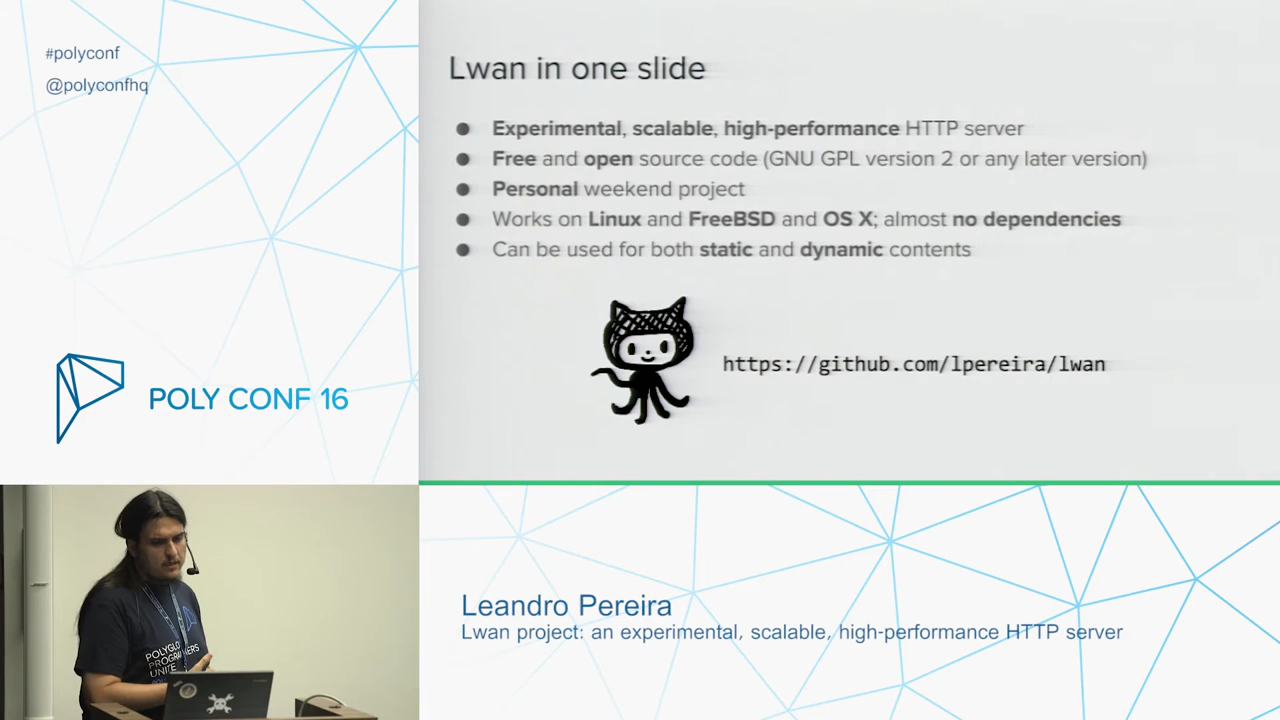 #polyconf
@polyconfhq
Lwan in one slide
● Experimental, scalable, high-performance HTTP server
● Free and open source code (GNU GPL version 2 or any later version)
● Personal weekend project
● Works on Linux and FreeBSD and OS X; almost no dependencies
● Can be used for both static and dynamic contents
https://github.com/lpereira/lwan
POLY CONF 16
POLYGLOT
PROGRAMMERS
UNITE
Leandro Pereira
Lwan project: an experimental, scalable, high-performance HTTP server